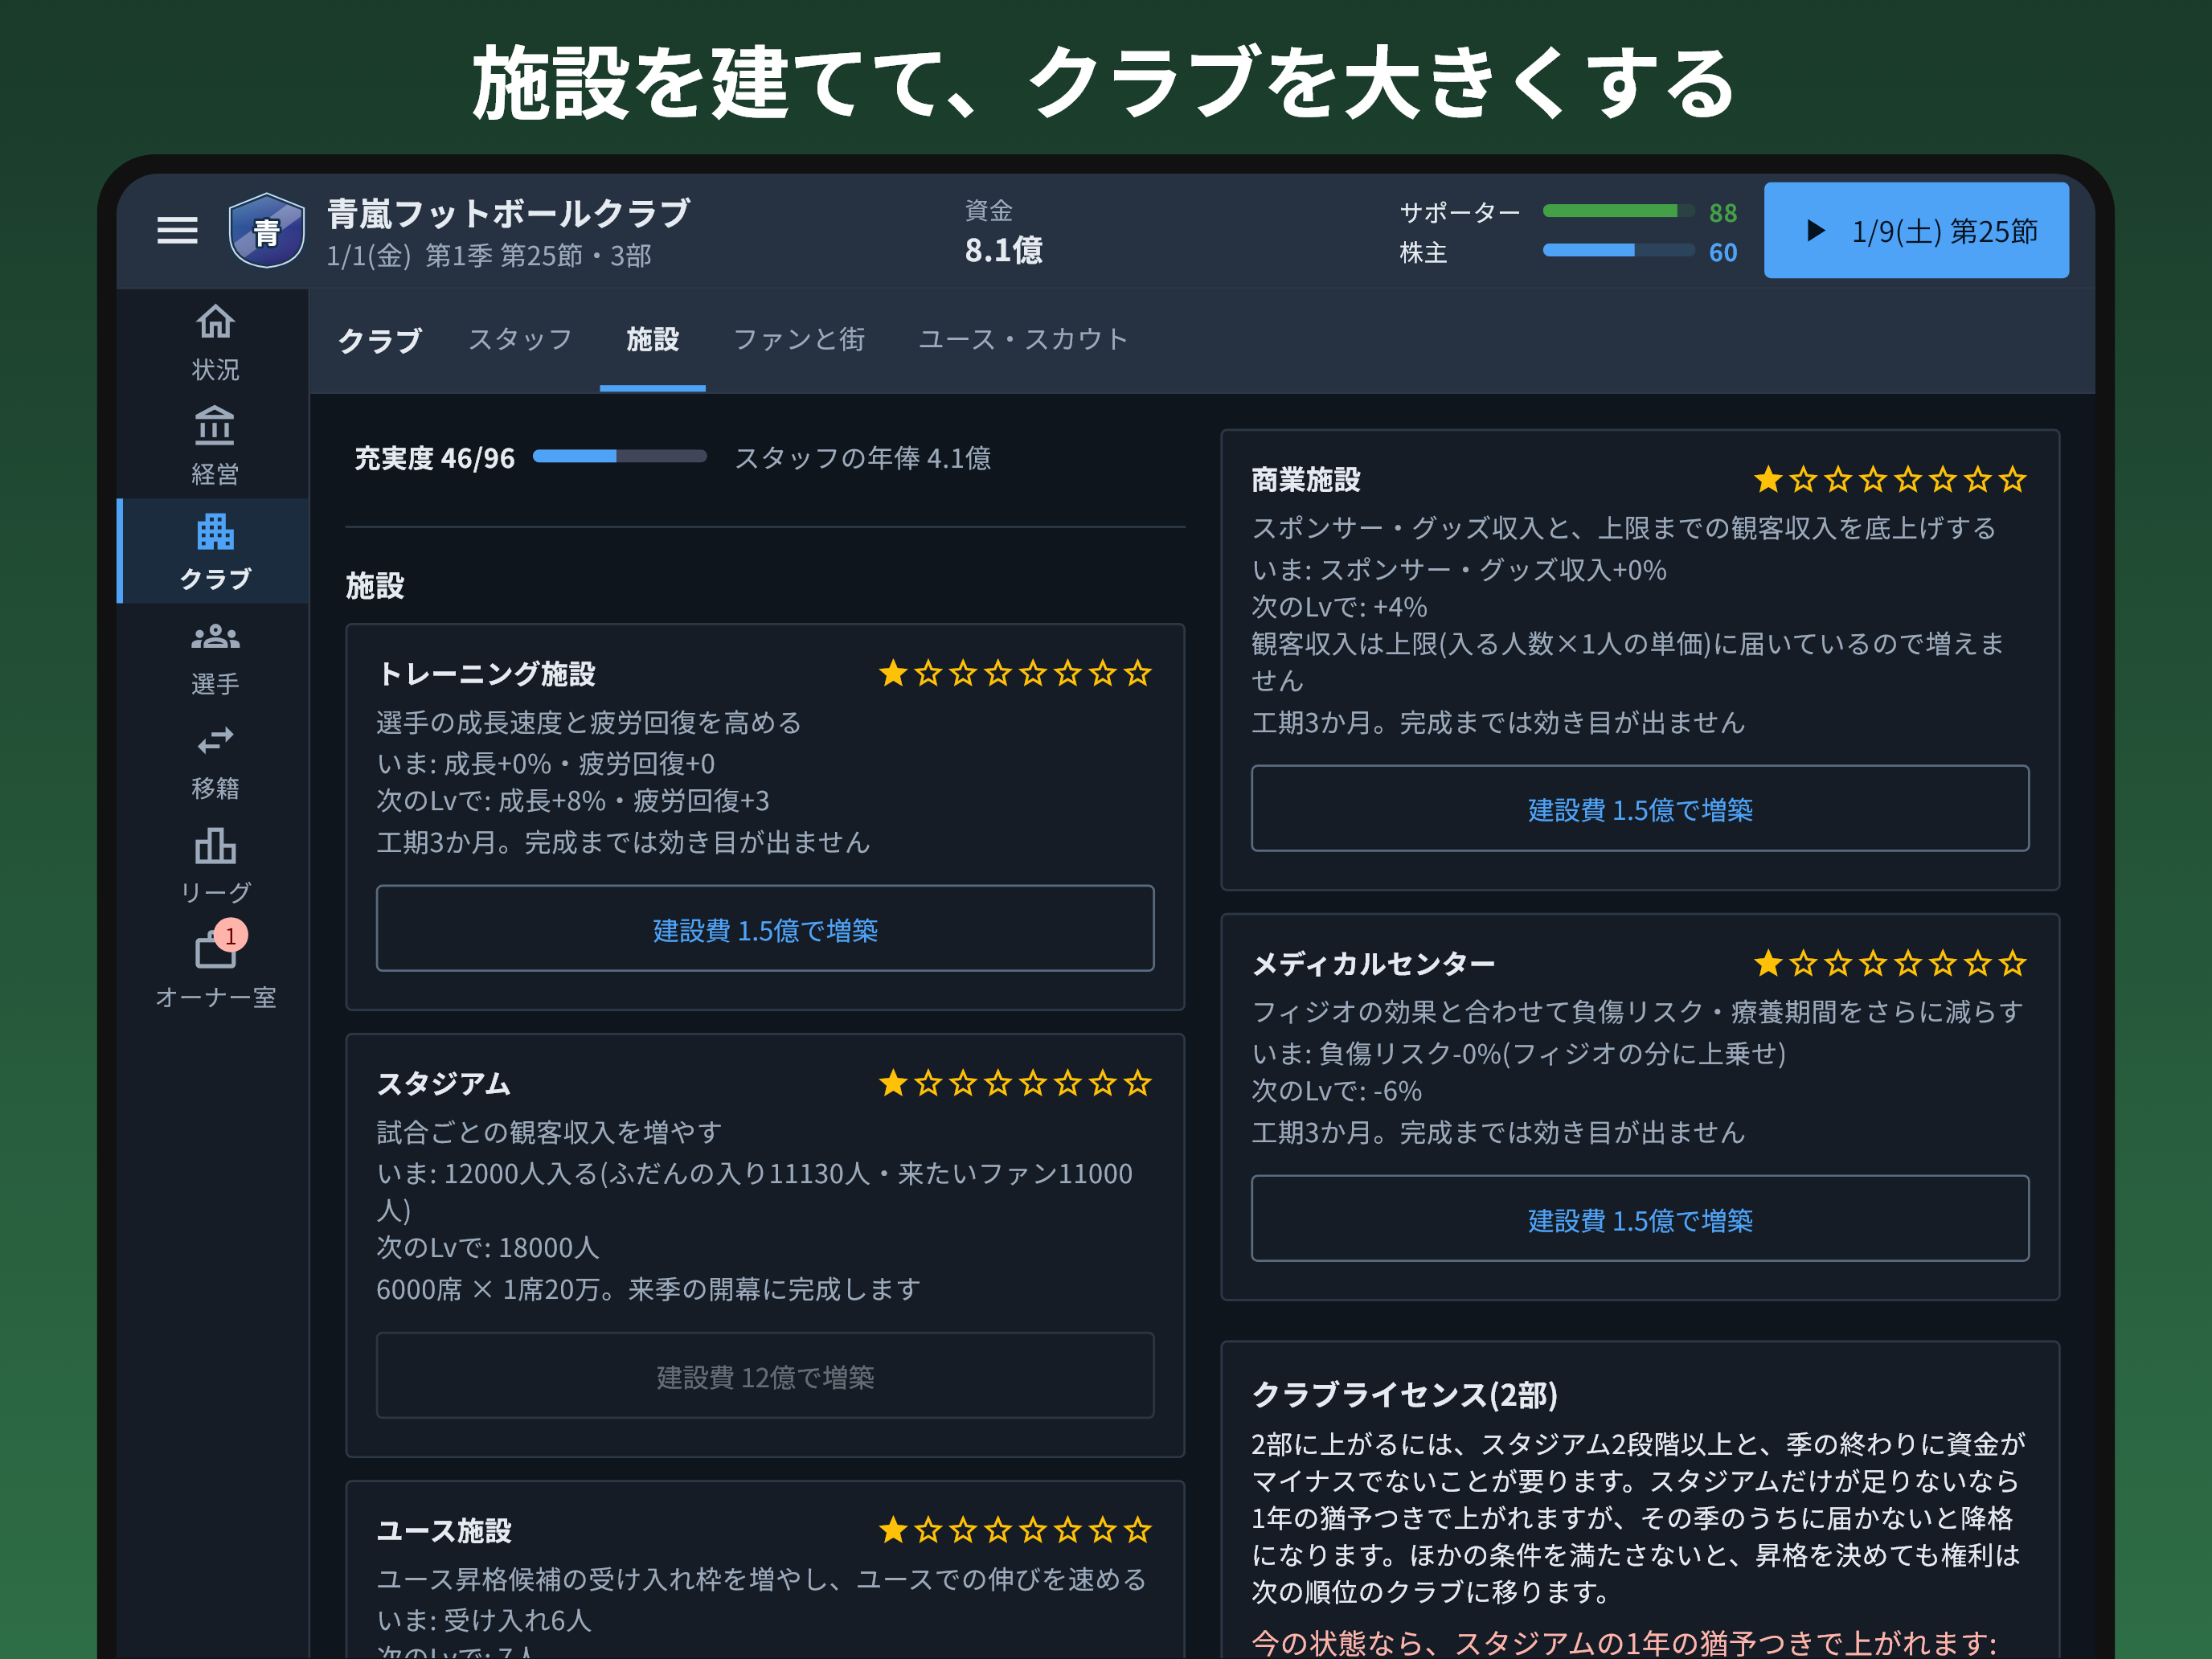 施設を建てて、クラブを大きくする
青
青嵐フットボールクラブ
1/1(金) 第1季 第25節・3部
資金
8.1億
サポーター 88
株主 60
1/9(土) 第25節
状況
経営
クラブ
選手
移籍
リーグ
1
オーナー室
クラブ スタッフ 施設 ファンと街 ユース・スカウト
充実度 46/96 スタッフの年俸 4.1億
施設
トレーニング施設 ★☆☆☆☆☆☆☆
選手の成長速度と疲労回復を高める
いま: 成長+0%・疲労回復+0
次のLvで: 成長+8%・疲労回復+3
工期3か月。完成までは効き目が出ません
建設費 1.5億で増築
スタジアム ★☆☆☆☆☆☆☆
試合ごとの観客収入を増やす
いま: 12000人入る(ふだんの入り11130人・来たいファン11000
人)
次のLvで: 18000人
6000席 × 1席20万。来季の開幕に完成します
建設費 12億で増築
ユース施設 ★☆☆☆☆☆☆☆
ユース昇格候補の受け入れ枠を増やし、ユースでの伸びを速める
いま: 受け入れ6人
次のLvで: 7人
商業施設 ★☆☆☆☆☆☆☆
スポンサー・グッズ収入と、上限までの観客収入を底上げする
いま: スポンサー・グッズ収入+0%
次のLvで: +4%
観客収入は上限(入る人数×1人の単価)に届いているので増えま
せん
工期3か月。完成までは効き目が出ません
建設費 1.5億で増築
メディカルセンター ★☆☆☆☆☆☆☆
フィジオの効果と合わせて負傷リスク・療養期間をさらに減らす
いま: 負傷リスク-0%(フィジオの分に上乗せ)
次のLvで: -6%
工期3か月。完成までは効き目が出ません
建設費 1.5億で増築
クラブライセンス(2部)
2部に上がるには、スタジアム2段階以上と、季の終わりに資金が
マイナスでないことが要ります。スタジアムだけが足りないなら
1年の猶予つきで上がれますが、その季のうちに届かないと降格
になります。ほかの条件を満たさないと、昇格を決めても権利は
次の順位のクラブに移ります。
今の状態なら、スタジアムの1年の猶予つきで上がれます: